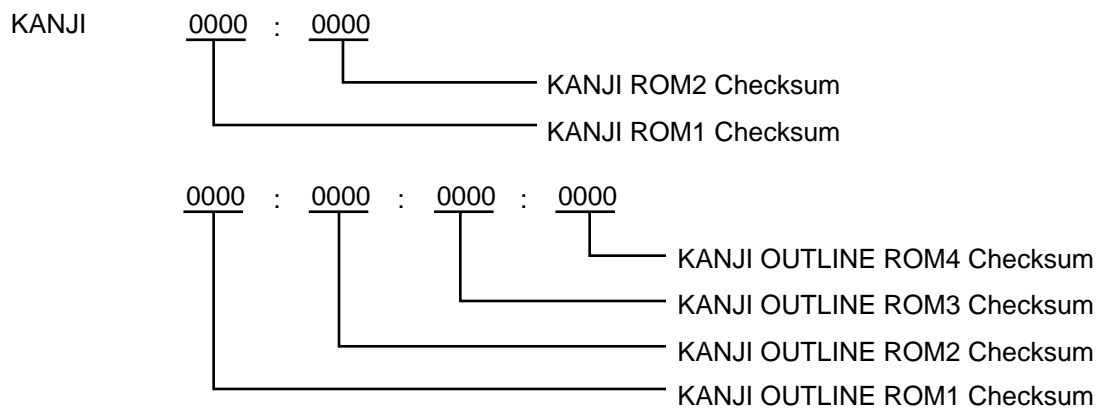 KANJI 0000 : 0000
KANJI ROM2 Checksum
KANJI ROM1 Checksum
0000 : 0000 : 0000 : 0000
KANJI OUTLINE ROM4 Checksum
KANJI OUTLINE ROM3 Checksum
KANJI OUTLINE ROM2 Checksum
KANJI OUTLINE ROM1 Checksum